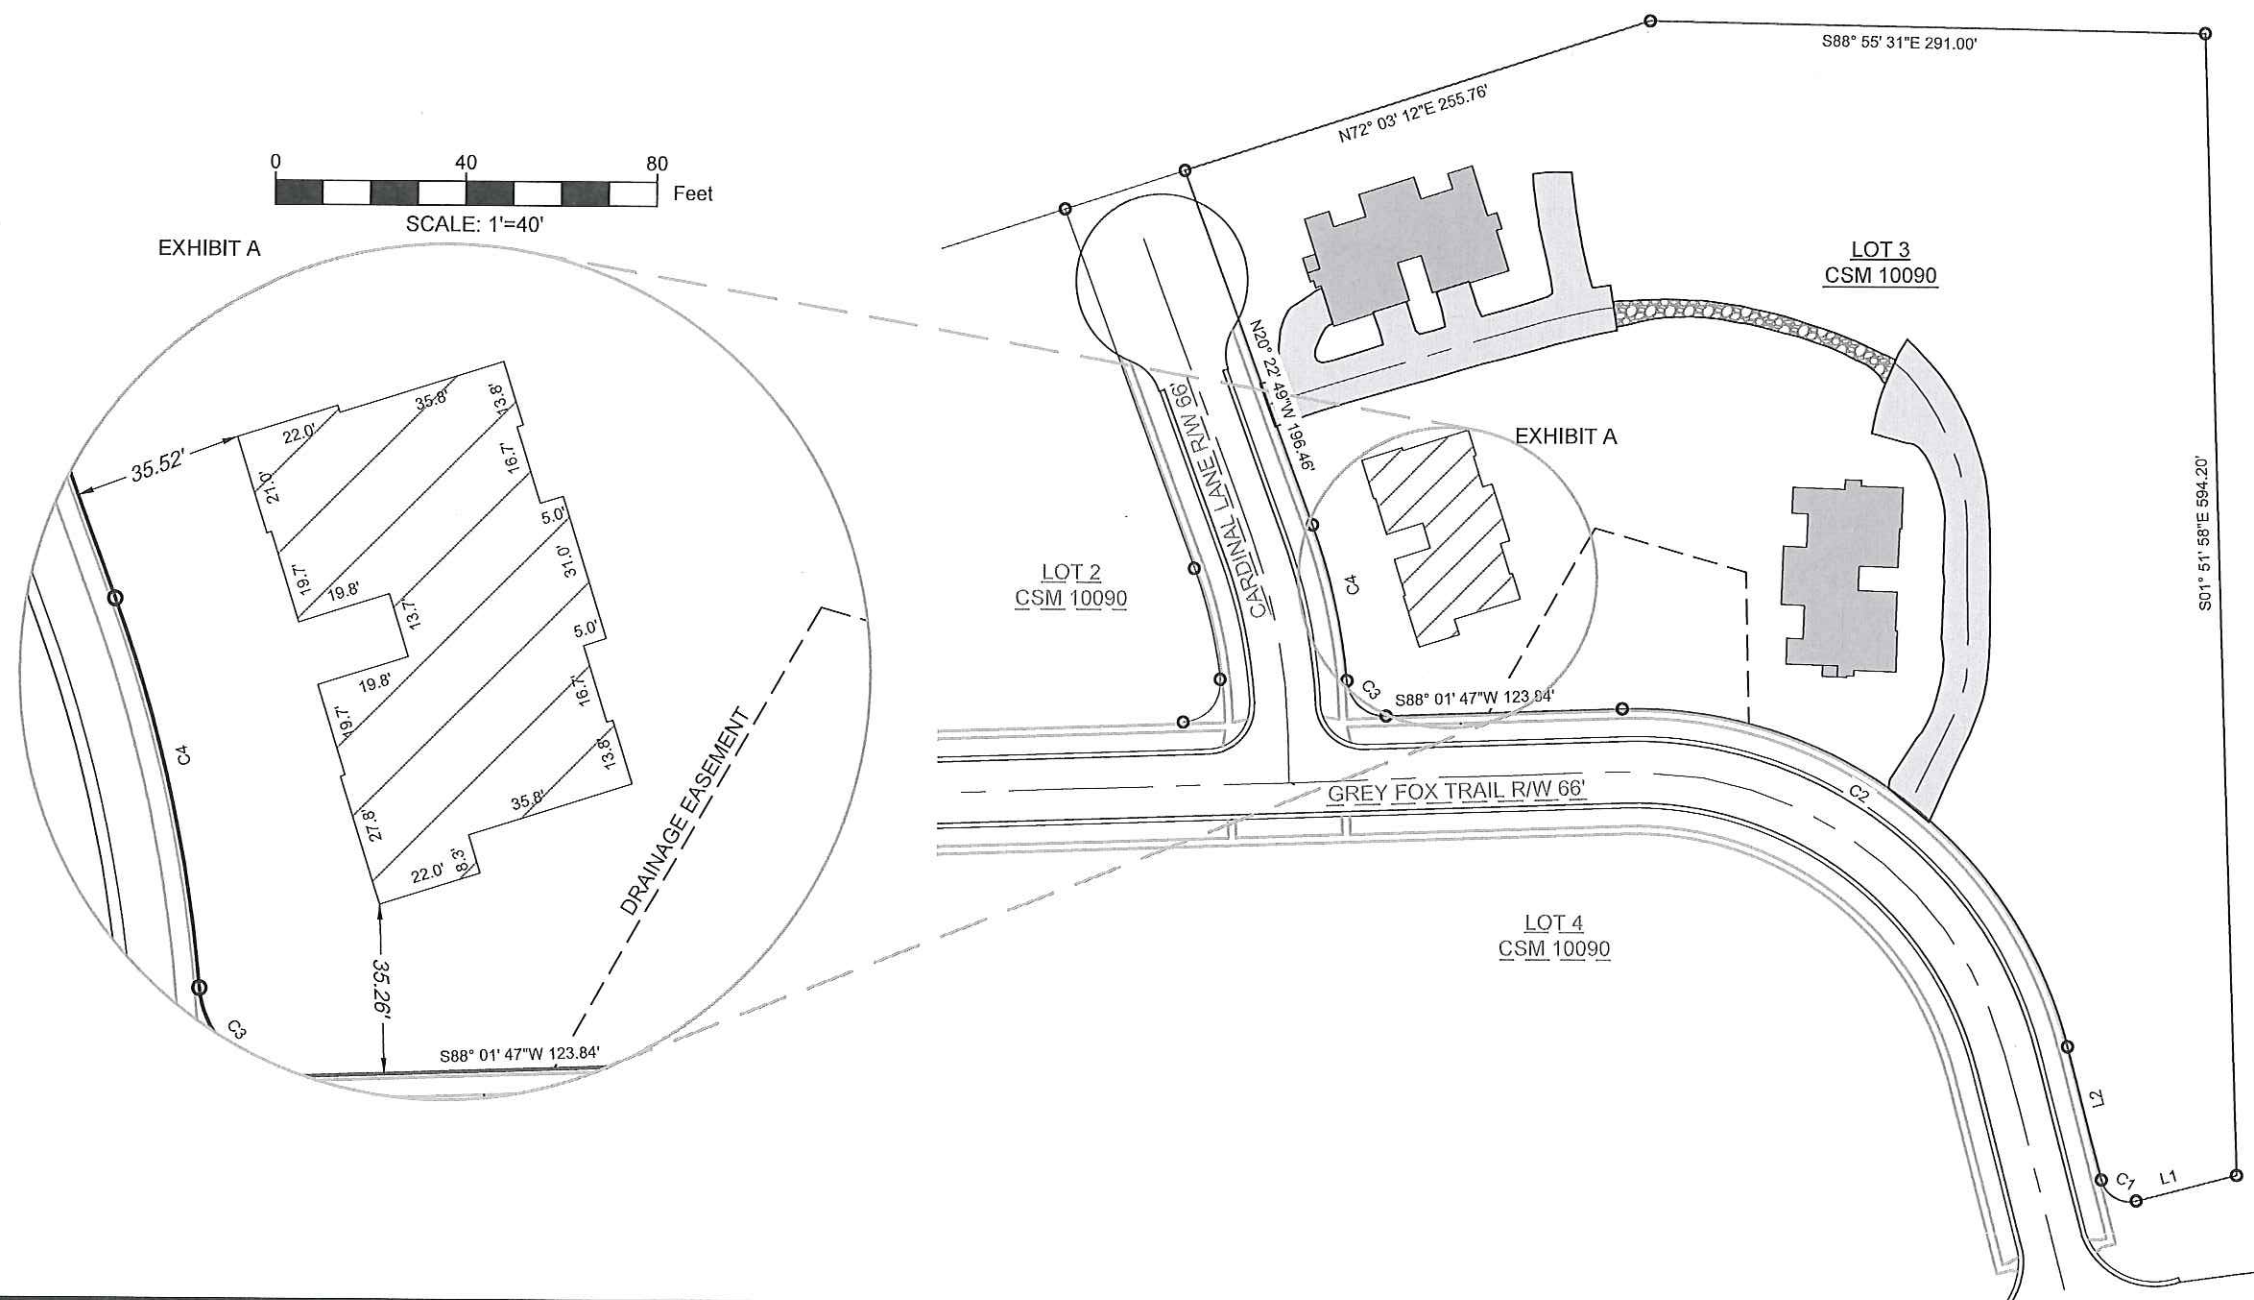 0 40 80
Feet
SCALE: 1'=40'
EXHIBIT A
35.52'
22.0'
35.8'
13.8'
21.0'
16.7'
5.0'
31.0'
19.7'
19.8'
13.7'
5.0'
19.8'
16.7'
19.7'
13.8'
27.8'
35.8'
8.3'
22.0'
35.26'
C4
C3
DRAINAGE EASEMENT
S88° 01' 47"W 123.84'
S88° 55' 31"E 291.00'
N72° 03' 12"E 255.76'
LOT 3
CSM 10090
N20° 22' 49"W 196.46'
CARDINAL LANE R/W 66'
EXHIBIT A
S01° 51' 58"E 594.20'
LOT 2
CSM 10090
C4
C3
S88° 01' 47"W 123.84'
GREY FOX TRAIL R/W 66'
C2
LOT 4
CSM 10090
L2
C1
L1